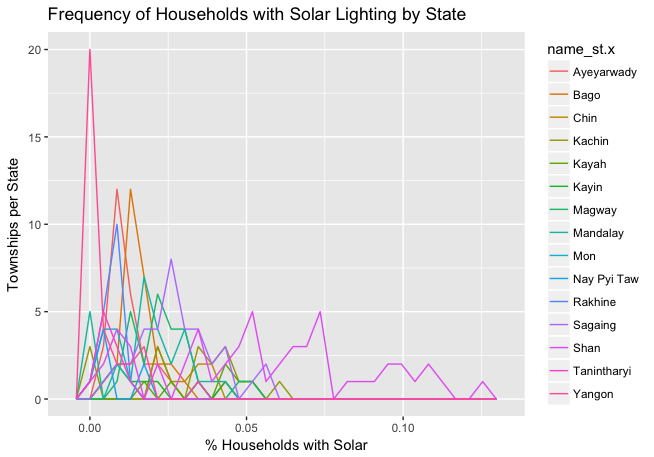 Frequency of Households with Solar Lighting by State
20
15
10
5
0
Townships per State
0.00
0.05
0.10
% Households with Solar
name_st.x
Ayeyarwady
Bago
Chin
Kachin
Kayah
Kayin
Magway
Mandalay
Mon
Nay Pyi Taw
Rakhine
Sagaing
Shan
Tanintharyi
Yangon